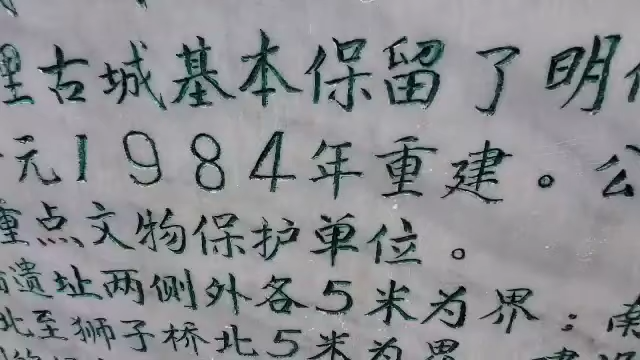 理古城基本保留了明
元1984年重建。公
重点文物保护单位。
遗址两侧外各5米为界：南
北至狮子桥北5米为界